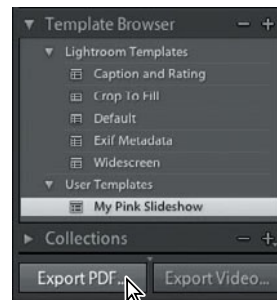 Template Browser
Lightroom Templates
Caption and Rating
Crop To Fill
Default
Exif Metadata
Widescreen
User Templates
My Pink Slideshow
Collections
Export PDF... Export Video...